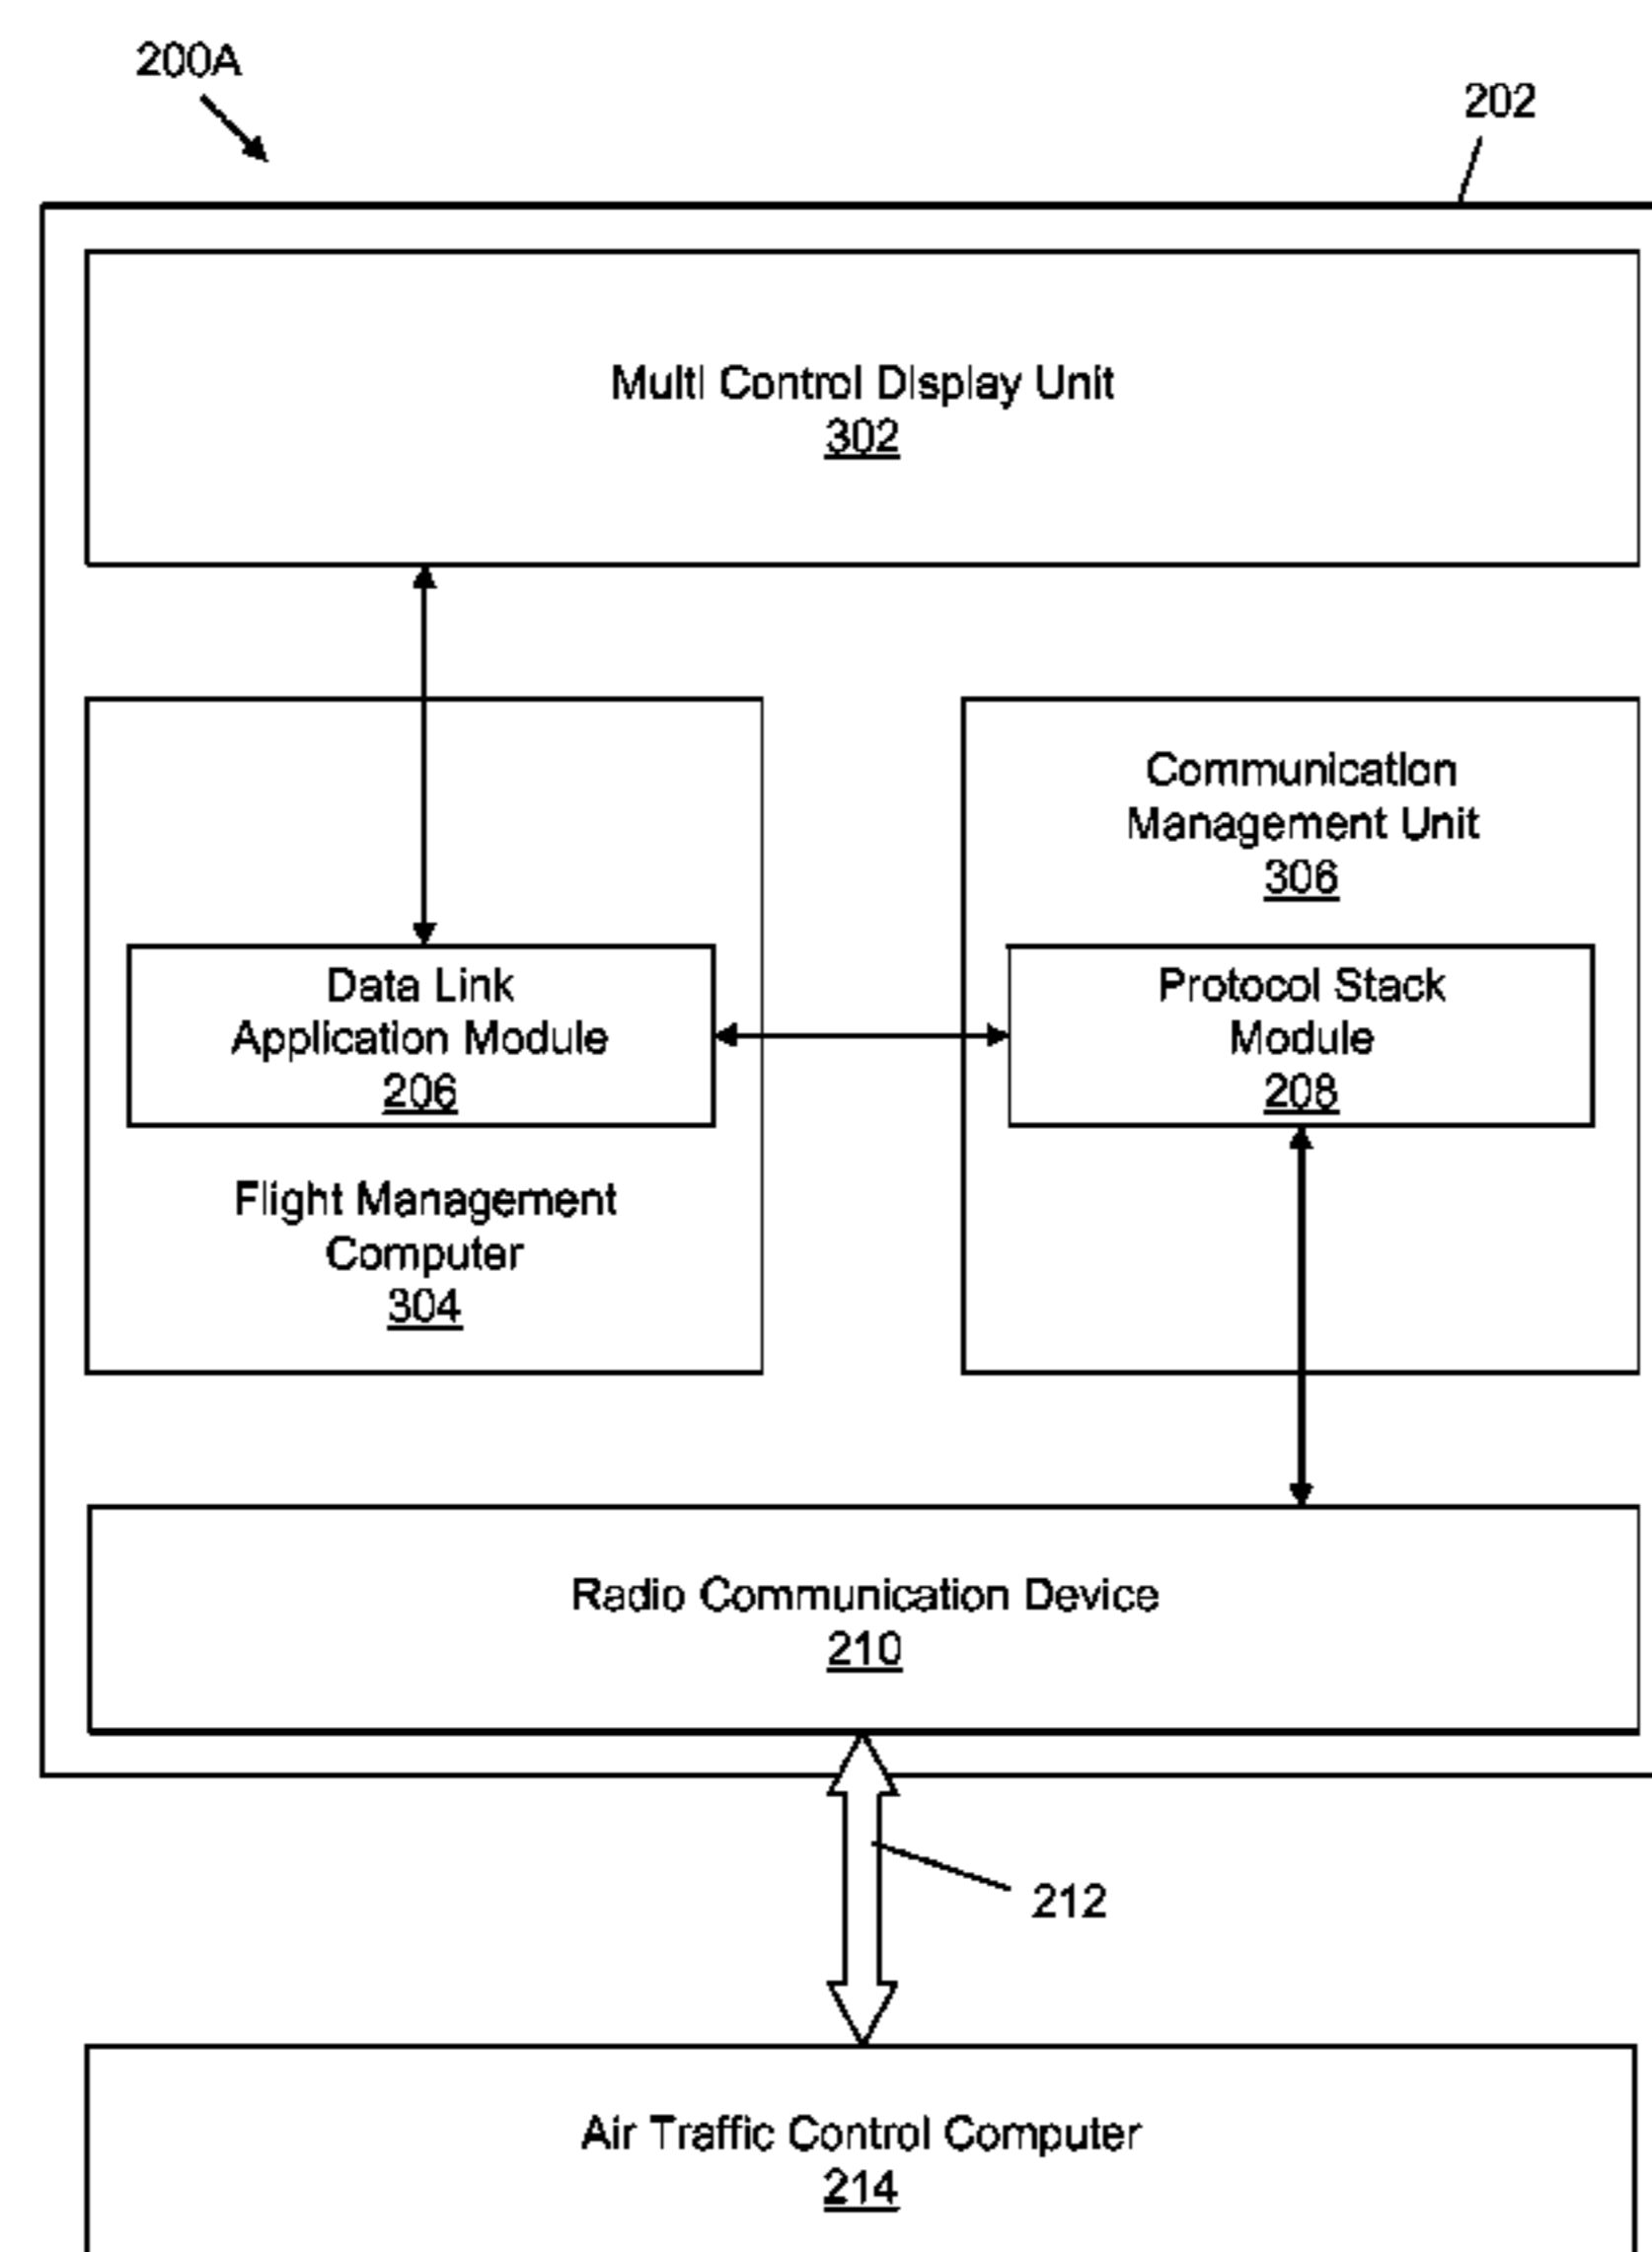 200A
202
Multi Control Display Unit
302
Communication
Management Unit
306
Data Link
Application Module
206
Protocol Stack
Module
208
Flight Management
Computer
304
Radio Communication Device
210
212
Air Traffic Control Computer
214